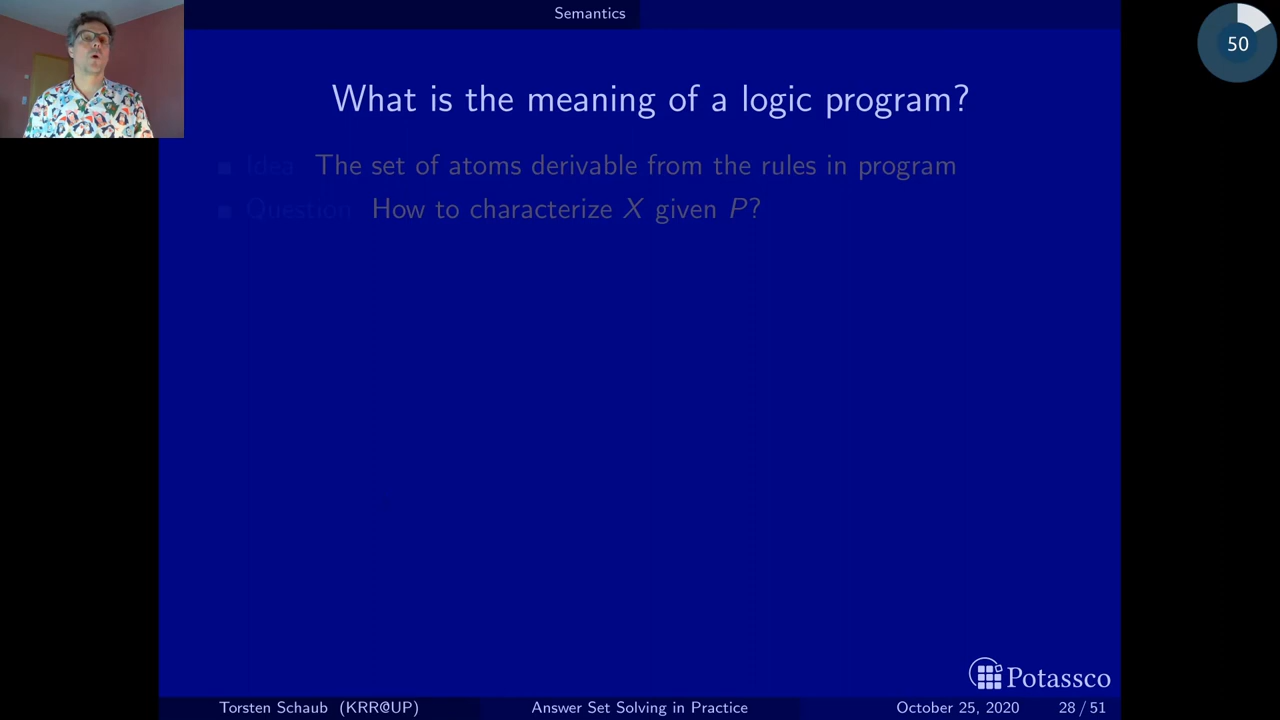 Semantics
50
What is the meaning of a logic program?
Idea The set of atoms derivable from the rules in program
Question How to characterize X given P?
Potassco
Torsten Schaub (KRR@UP) Answer Set Solving in Practice October 25, 2020 28 / 51